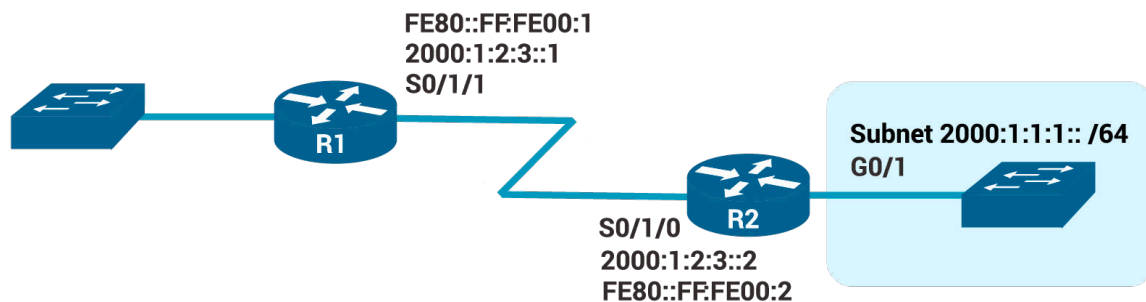 FE80::FF:FE00:1
2000:1:2:3::1
S0/1/1
R1
Subnet 2000:1:1:1:: /64
G0/1
R2
S0/1/0
2000:1:2:3::2
FE80::FF:FE00:2